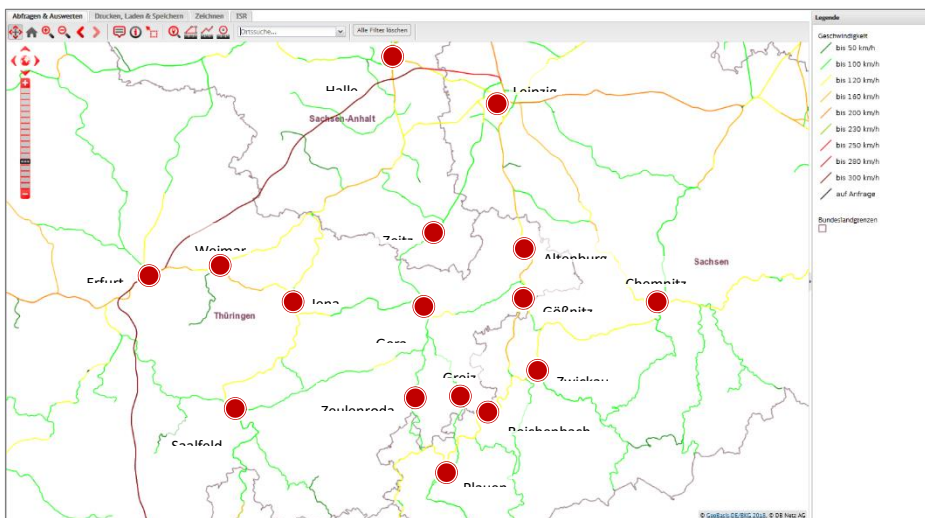 Abfragen & Auswerten
Drucken, Laden & Speichern
Zeichnen
ISR
Ortssuche...
Alle Filter löschen
Legende
Geschwindigkeit
bis 50 km/h
bis 100 km/h
bis 120 km/h
bis 160 km/h
bis 200 km/h
bis 230 km/h
bis 250 km/h
bis 280 km/h
bis 300 km/h
auf Anfrage
Bundeslandgrenzen
Halle
Leipzig
Sachsen-Anhalt
Zeitz
Altenburg
Weimar
Sachsen
Erfurt
Chemnitz
Jena
Gößnitz
Thüringen
Gera
Greiz
Zwickau
Zeulenroda
Reichenbach
Saalfeld
Plauen
© GeoBasis-DE/BKG 2018, © DB Netz AG